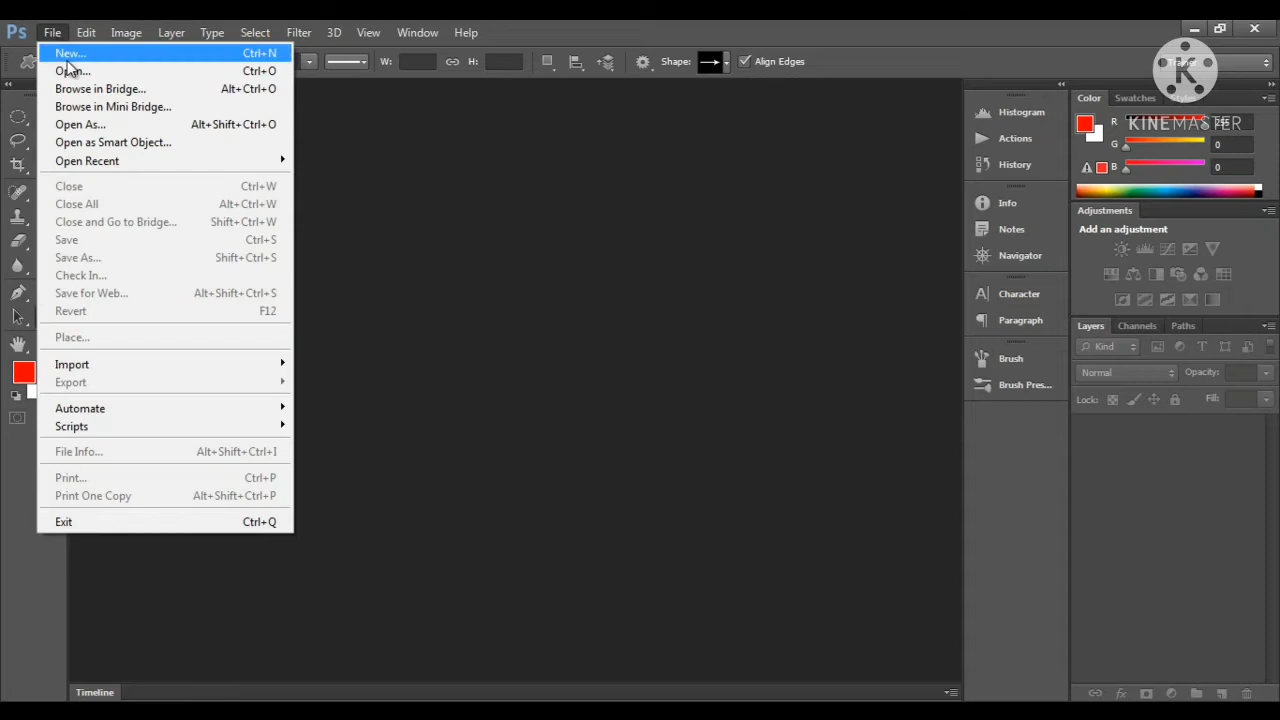 Ps File Edit Image Layer Type Select Filter 3D View Window Help
W: H: Shape: Align Edges
New... Ctrl+N
Ctrl+O
Browse in Bridge... Alt+Ctrl+O
Browse in Mini Bridge...
Open As... Alt+Shift+Ctrl+O
Open as Smart Object...
Open Recent
Close Ctrl+W
Close All Alt+Ctrl+W
Close and Go to Bridge... Shift+Ctrl+W
Save Ctrl+S
Save As... Shift+Ctrl+S
Check In...
Save for Web... Alt+Shift+Ctrl+S
Revert F12
Place...
Import
Export
Automate
Scripts
File Info... Alt+Shift+Ctrl+I
Print... Ctrl+P
Print One Copy Alt+Shift+Ctrl+P
Exit Ctrl+Q
Timeline
Histogram
Actions
History
Info
Notes
Navigator
Character
Paragraph
Brush
Brush Pres...
K
KINEMASTER
Color Swatches
R
G 0
B 0
Adjustments
Add an adjustment
Layers Channels Paths
Kind
Normal Opacity:
Lock: Fill: